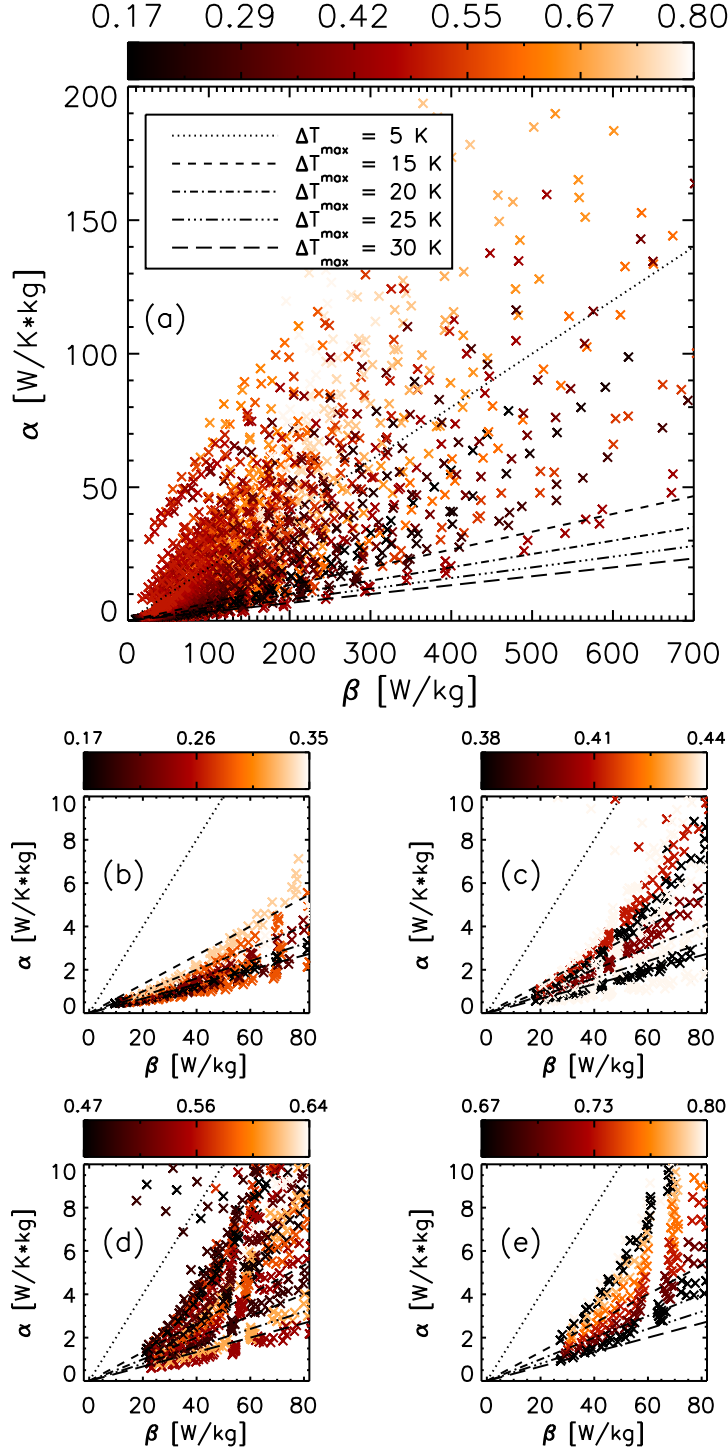 0.17 0.29 0.42 0.55 0.67 0.80
200
ΔTmax = 5 K
ΔTmax = 15 K
ΔTmax = 20 K
ΔTmax = 25 K
ΔTmax = 30 K
150
(a)
α [W/K*kg]
100
50
0
0 100 200 300 400 500 600 700
β [W/kg]
0.17 0.26 0.35
10
8
(b)
6
α [W/K*kg]
4
2
0
0 20 40 60 80
β [W/kg]
0.38 0.41 0.44
10
8
(c)
6
α [W/K*kg]
4
2
0
0 20 40 60 80
β [W/kg]
0.47 0.56 0.64
10
8
(d)
6
α [W/K*kg]
4
2
0
0 20 40 60 80
β [W/kg]
0.67 0.73 0.80
10
8
(e)
6
α [W/K*kg]
4
2
0
0 20 40 60 80
β [W/kg]